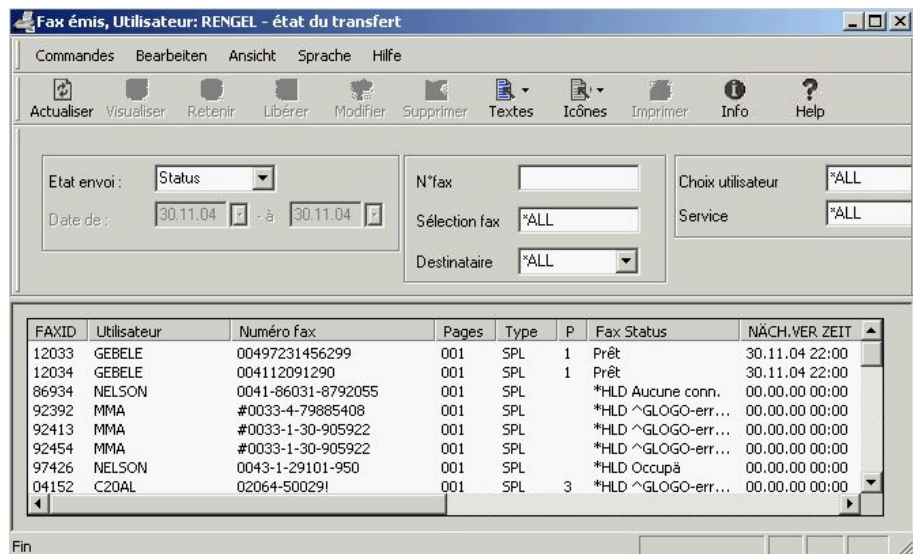 Fax émis, Utilisateur: RENGEL - état du transfert
Commandes Bearbeiten Ansicht Sprache Hilfe
Actualiser Visualiser Retenir Libérer Modifier Supprimer Textes Icônes Imprimer Info Help
Etat envoi : Status
Date de : 30.11.04 - à 30.11.04
N°fax
Sélection fax *ALL
Destinataire *ALL
Choix utilisateur *ALL
Service *ALL
FAXID Utilisateur Numéro fax Pages Type P Fax Status NÄCH.VER ZEIT
12033 GEBELE 00497231456299 001 SPL 1 Prêt 30.11.04 22:00
12034 GEBELE 004112091290 001 SPL 1 Prêt 30.11.04 22:00
86934 NELSON 0041-86031-8792055 001 SPL *HLD Aucune conn. 00.00.00 00:00
92392 MMA #0033-4-79885408 001 SPL *HLD ^GLOGO-err... 00.00.00 00:00
92413 MMA #0033-1-30-905922 001 SPL *HLD ^GLOGO-err... 00.00.00 00:00
92454 MMA #0033-1-30-905922 001 SPL *HLD ^GLOGO-err... 00.00.00 00:00
97426 NELSON 0043-1-29101-950 001 SPL *HLD Occupä 00.00.00 00:00
04152 C20AL 02064-50029! 001 SPL 3 *HLD ^GLOGO-err... 00.00.00 00:00
Fin